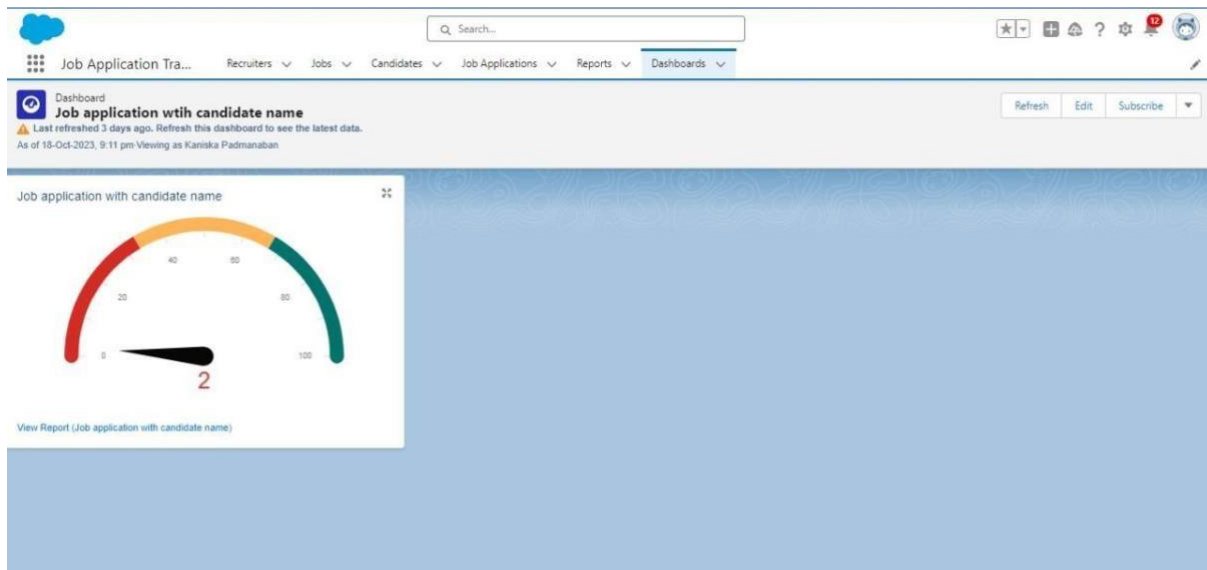 Search...
12
Job Application Tra... Recruiters Jobs Candidates Job Applications Reports Dashboards
Dashboard
Job application wtih candidate name
Refresh Edit Subscribe
Last refreshed 3 days ago. Refresh this dashboard to see the latest data.
As of 18-Oct-2023, 9:11 pm·Viewing as Kaniska Padmanaban
Job application with candidate name
40 60
20 80
0 100
2
View Report (Job application with candidate name)